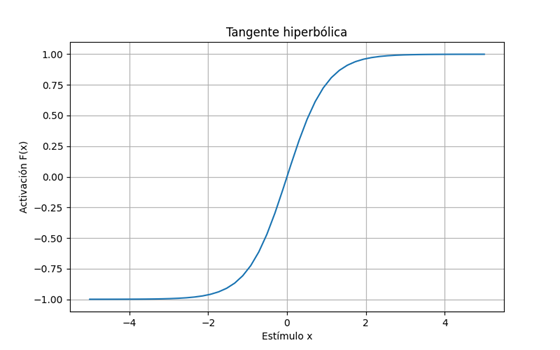 Tangente hiperbólica
1.00
0.75
0.50
0.25
0.00
−0.25
−0.50
−0.75
−1.00
Activación F(x)
−4 −2 0 2 4
Estímulo x